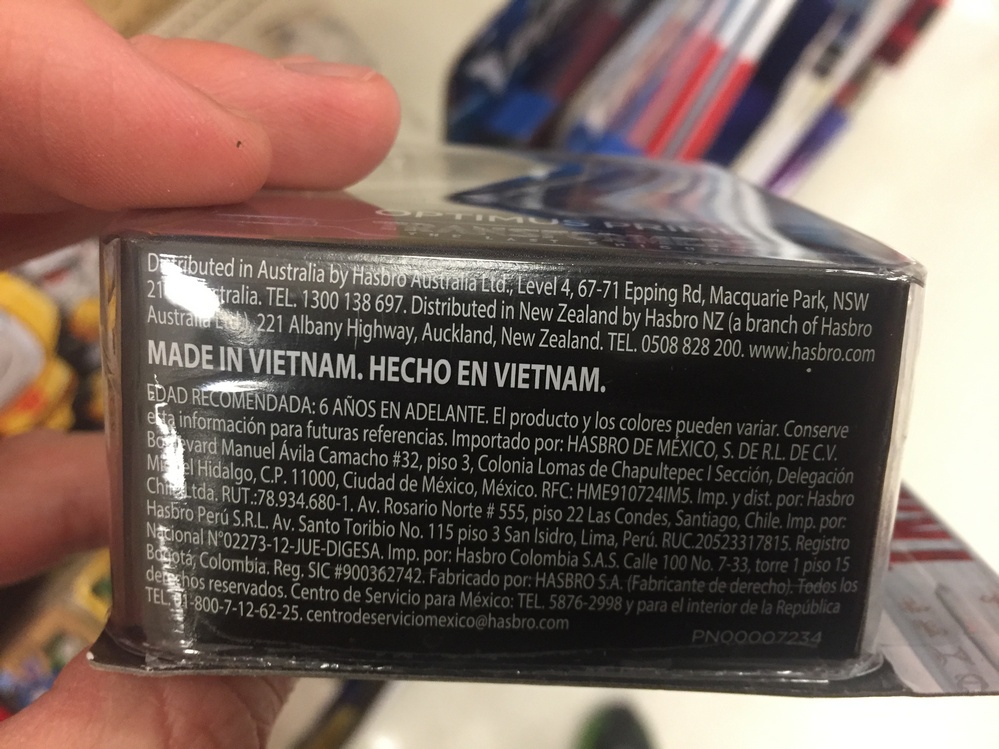 OPTIMUS PRIME
Distributed in Australia by Hasbro Australia Ltd., Level 4, 67-71 Epping Rd, Macquarie Park, NSW
Australia. TEL. 1300 138 697. Distributed in New Zealand by Hasbro NZ (a branch of Hasbro
Australia Ltd.), 221 Albany Highway, Auckland, New Zealand. TEL. 0508 828 200. www.hasbro.com
MADE IN VIETNAM. HECHO EN VIETNAM.
EDAD RECOMENDADA: 6 AÑOS EN ADELANTE. El producto y los colores pueden variar. Conserve
esta información para futuras referencias. Importado por: HASBRO DE MÉXICO, S. DE R.L. DE C.V.
Boulevard Manuel Ávila Camacho #32, piso 3, Colonia Lomas de Chapultepec I Sección, Delegación
Miguel Hidalgo, C.P. 11000, Ciudad de México, México. RFC: HME910724IM5. Imp. y dist. por: Hasbro
Chile Ltda. RUT.:78.934.680-1. Av. Rosario Norte # 555, piso 22 Las Condes, Santiago, Chile. Imp. por:
Hasbro Perú S.R.L. Av. Santo Toribio No. 115 piso 3 San Isidro, Lima, Perú. RUC.20523317815. Registro
Nacional N°02273-12-JUE-DIGESA. Imp. por: Hasbro Colombia S.A.S. Calle 100 No. 7-33, torre 1 piso 15
Bogotá, Colombia. Reg. SIC #900362742. Fabricado por: HASBRO S.A. (Fabricante de derecho). Todos los
derechos reservados. Centro de Servicio para México: TEL. 5876-2998 y para el interior de la República
TEL. 01-800-7-12-62-25. centrodeserviciomexico@hasbro.com
PN00007234